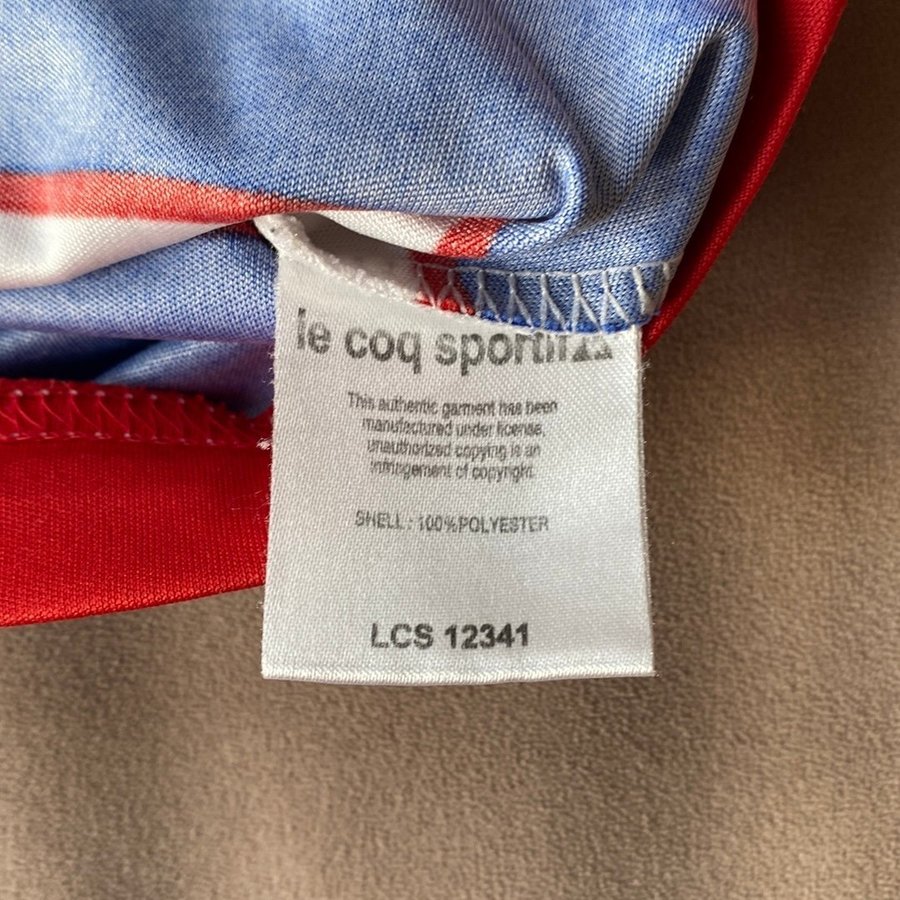 le coq sportif
This authentic garment has been
manufactured under license,
unauthorized copying is an
infringement of copyright.
SHELL : 100%POLYESTER
LCS 12341